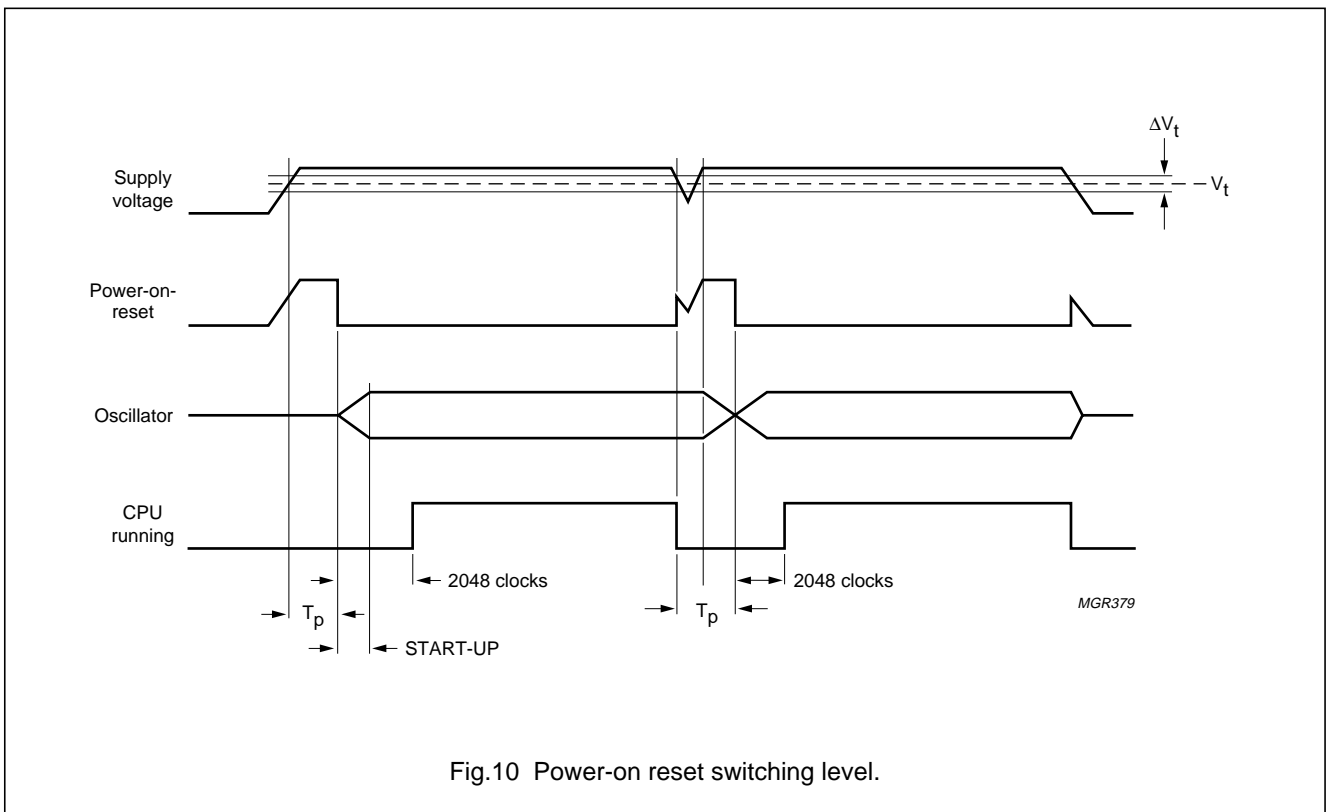 ΔVt
Supply
voltage
Vt
Power-on-
reset
Oscillator
CPU
running
2048 clocks
2048 clocks
Tp
Tp
MGR379
START-UP
Fig.10 Power-on reset switching level.